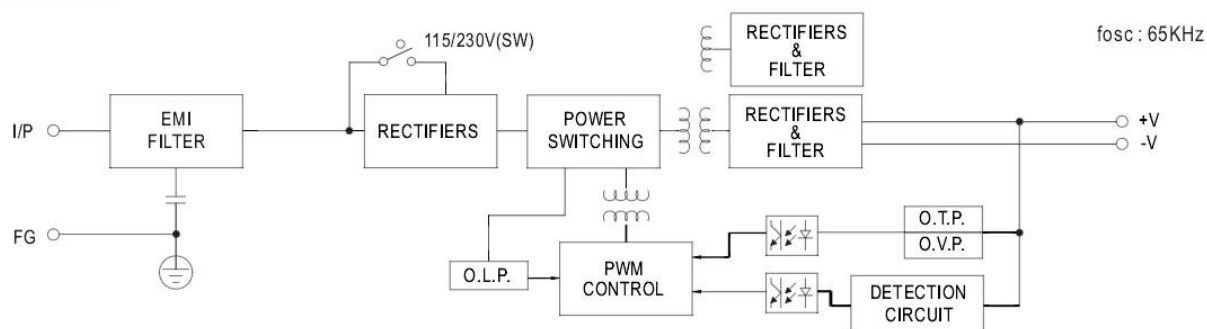 115/230V(SW)
RECTIFIERS
&
FILTER
fosc : 65KHz
I/P
EMI
FILTER
RECTIFIERS
POWER
SWITCHING
RECTIFIERS
&
FILTER
+V
-V
FG
O.L.P.
PWM
CONTROL
O.T.P.
O.V.P.
DETECTION
CIRCUIT